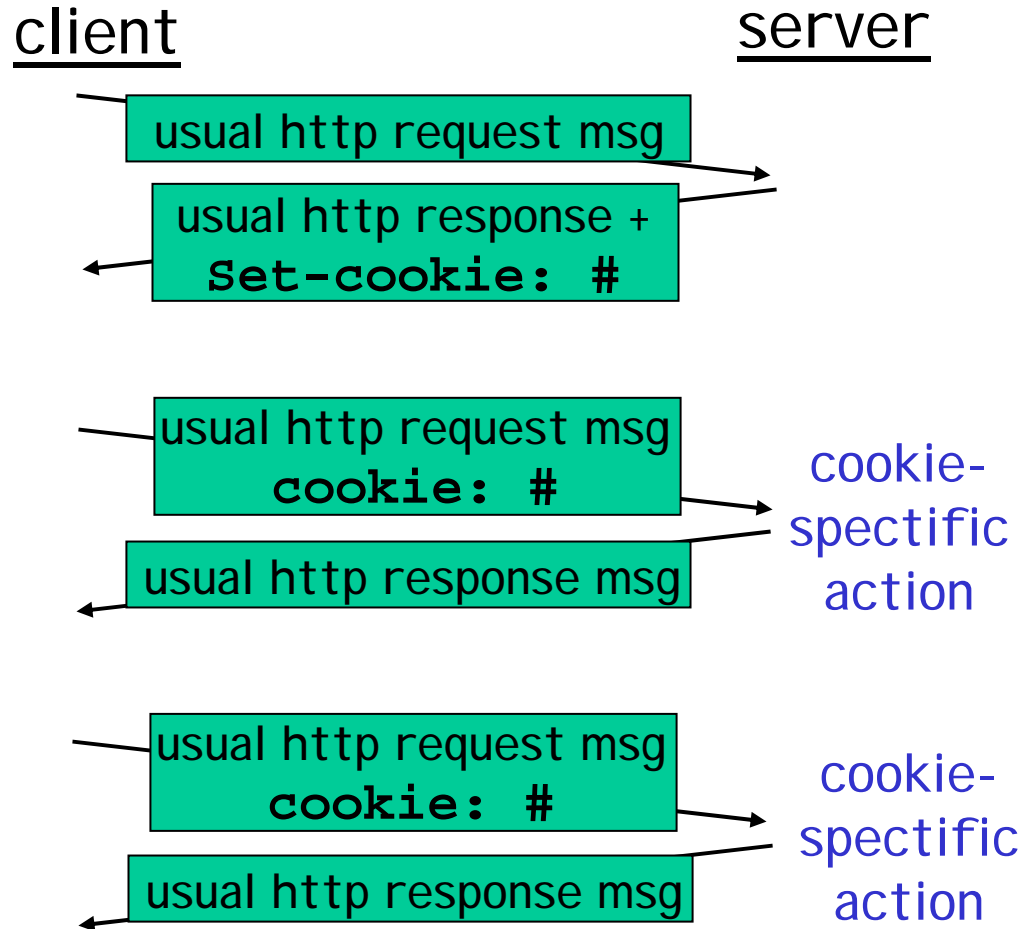 client
server
usual http request msg
usual http response +
Set-cookie: #
usual http request msg
cookie: #
cookie-
spectific
action
usual http response msg
usual http request msg
cookie: #
cookie-
spectific
action
usual http response msg